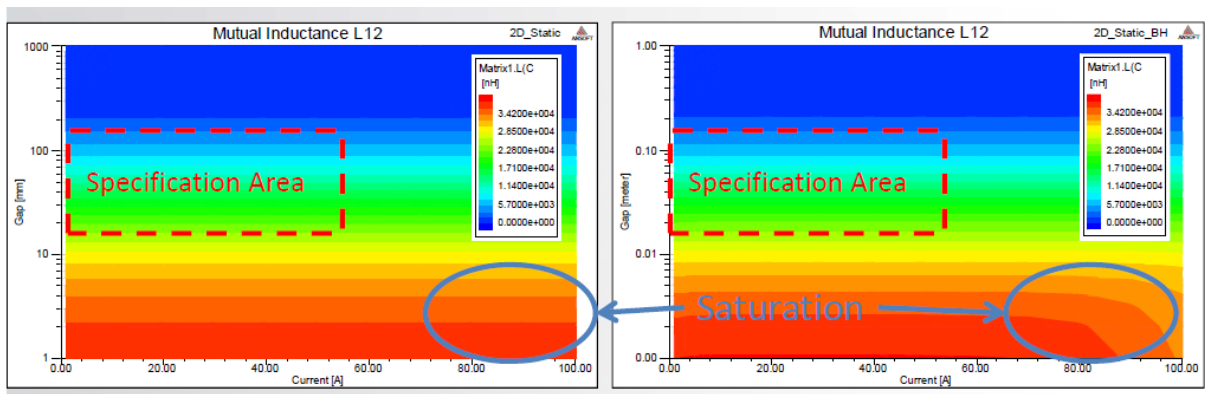 Mutual Inductance L12
2D_Static
ANSOFT
1000
100
10
1
Gap [mm]
Matrix1.L(C
[nH]
3.4200e+004
2.8500e+004
2.2800e+004
1.7100e+004
1.1400e+004
5.7000e+003
0.0000e+000
Specification Area
0.00
20.00
40.00
60.00
80.00
100.00
Current [A]
Saturation
Mutual Inductance L12
2D_Static_BH
ANSOFT
1.00
0.10
0.01
0.00
Gap [meter]
Matrix1.L(C
[nH]
3.4200e+004
2.8500e+004
2.2800e+004
1.7100e+004
1.1400e+004
5.7000e+003
0.0000e+000
Specification Area
0.00
20.00
40.00
60.00
80.00
100.00
Current [A]